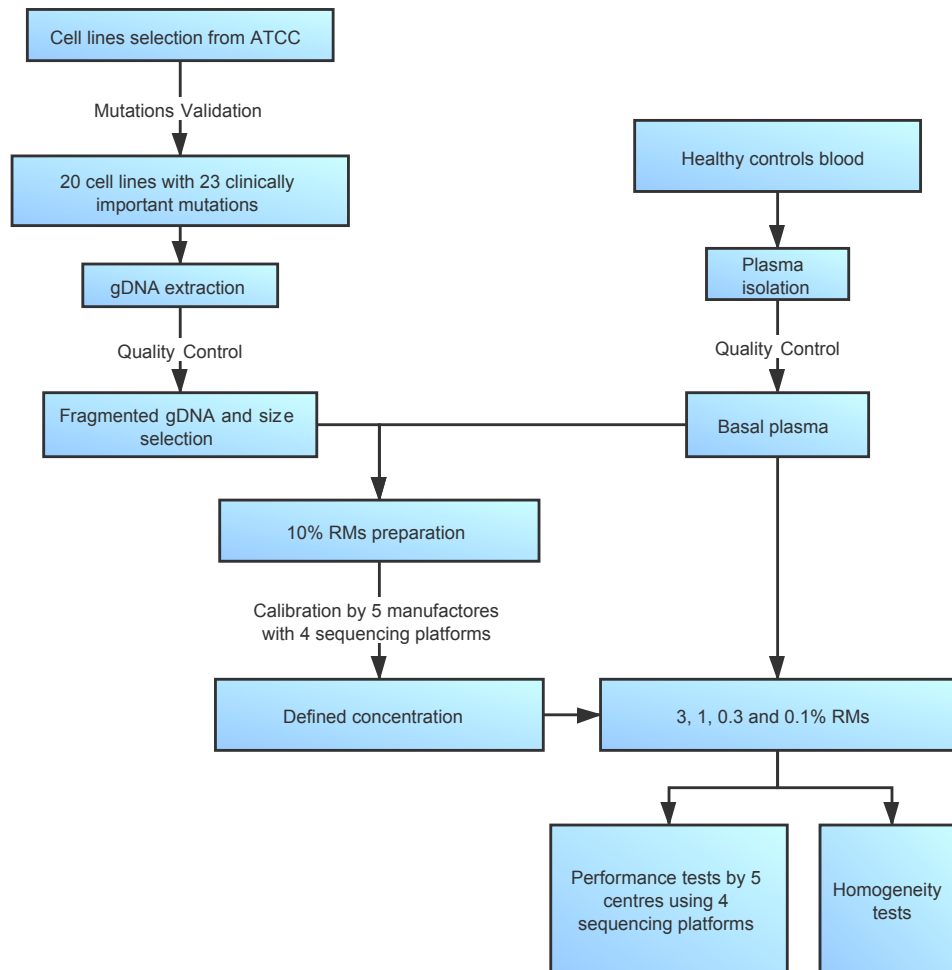 Cell lines selection from ATCC
Mutations Validation
20 cell lines with 23 clinically
important mutations
gDNA extraction
Quality Control
Fragmented gDNA and size
selection
Healthy controls blood
Plasma
isolation
Quality Control
Basal plasma
10% RMs preparation
Calibration by 5 manufactores
with 4 sequencing platforms
Defined concentration
3, 1, 0.3 and 0.1% RMs
Performance tests by 5
centres using 4
sequencing platforms
Homogeneity
tests